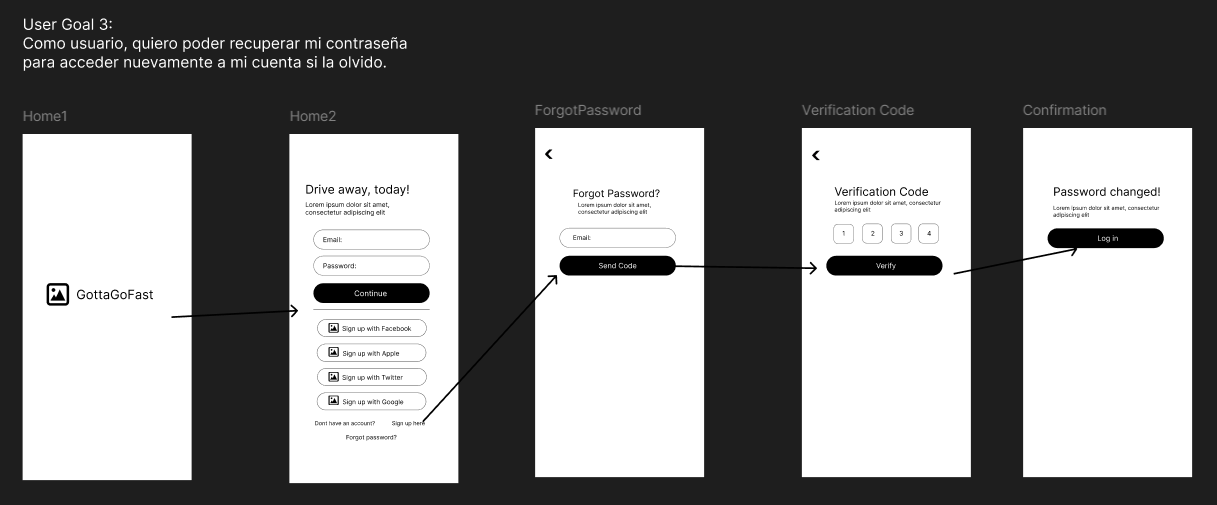 User Goal 3:
Como usuario, quiero poder recuperar mi contraseña
para acceder nuevamente a mi cuenta si la olvido.
Home1
GottaGoFast
Home2
Drive away, today!
Lorem ipsum dolor sit amet,
consectetur adipiscing elit
Email:
Password:
Continue
Sign up with Facebook
Sign up with Apple
Sign up with Twitter
Sign up with Google
Dont have an account? Sign up here
Forgot password?
ForgotPassword
Forgot Password?
Lorem ipsum dolor sit amet,
consectetur adipiscing elit
Email:
Send Code
Verification Code
Verification Code
Lorem ipsum dolor sit amet, consectetur
adipiscing elit
1 2 3 4
Verify
Confirmation
Password changed!
Lorem ipsum dolor sit amet, consectetur
adipiscing elit
Log in